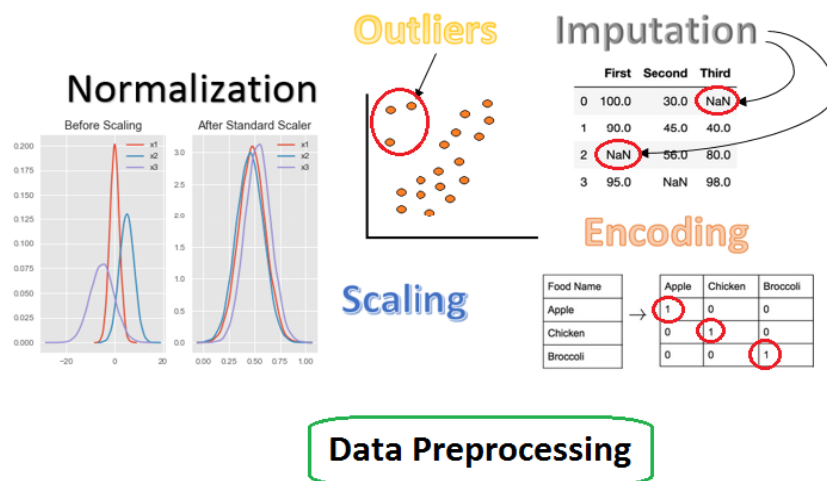 Outliers
Imputation
Normalization
First Second Third
0 100.0 30.0 NaN
1 90.0 45.0 40.0
2 NaN 56.0 80.0
3 95.0 NaN 98.0
Before Scaling
After Standard Scaler
x1
x2
x3
x1
x2
x3
0.200
0.175
0.150
0.125
0.100
0.075
0.050
0.025
0.000
−20 0 20
3.0
2.5
2.0
1.5
1.0
0.5
0.0
0.00 0.25 0.50 0.75 1.00
Encoding
Scaling
Food Name
Apple
Chicken
Broccoli
Apple Chicken Broccoli
1 0 0
0 1 0
0 0 1
Data Preprocessing